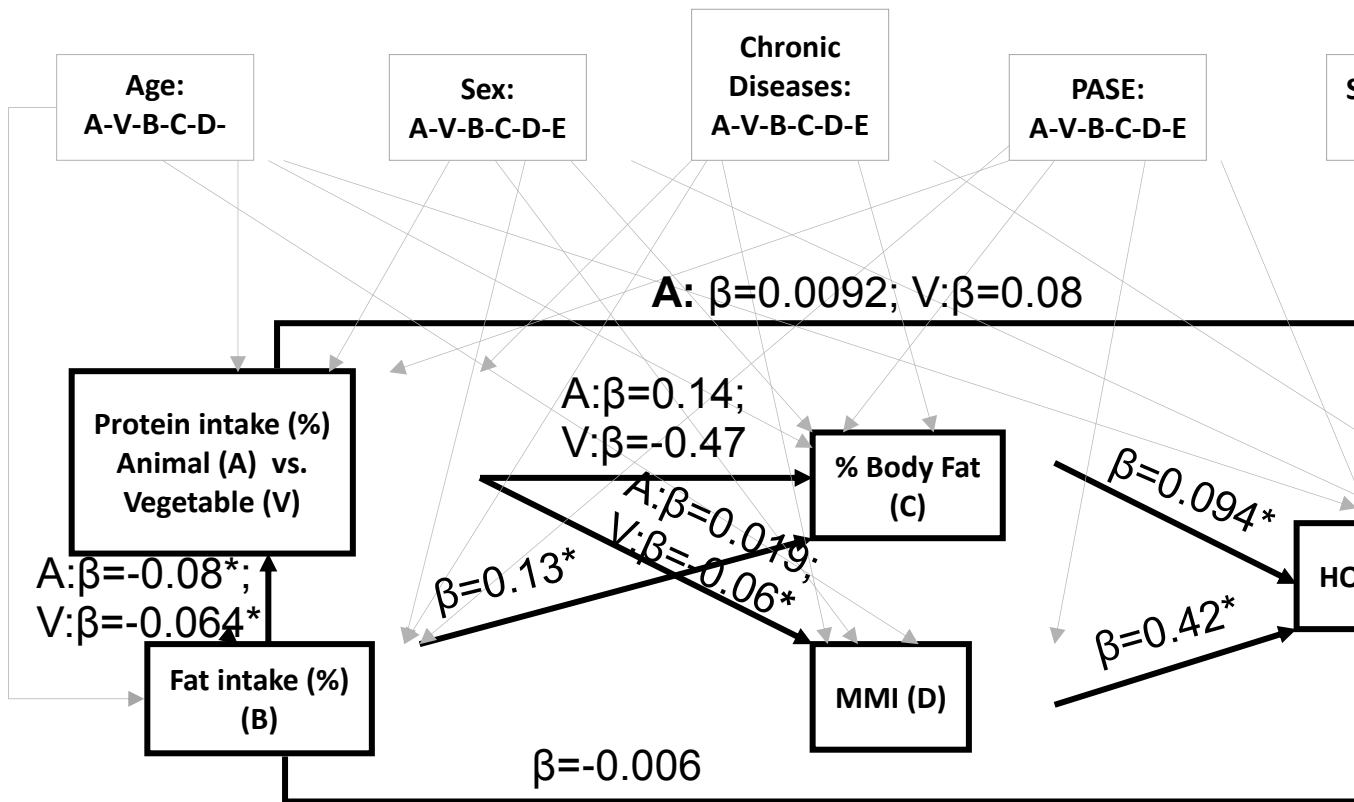 Age:
A-V-B-C-D-
Sex:
A-V-B-C-D-E
Chronic
Diseases:
A-V-B-C-D-E
PASE:
A-V-B-C-D-E
S
A: β=0.0092; V:β=0.08
Protein intake (%)
Animal (A) vs.
Vegetable (V)
A:β=0.14;
V:β=-0.47
% Body Fat
(C)
A:β=0.019;
V:β=-0.06*
β=0.094*
HO
A:β=-0.08*;
V:β=-0.064*
β=0.13*
β=0.42*
Fat intake (%)
(B)
MMI (D)
β=-0.006